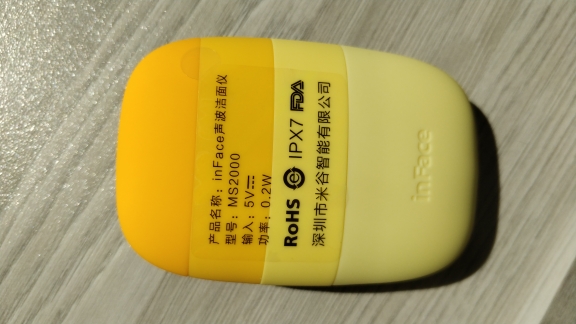 产品名称：inFace声波洁面仪
型号：MS2000
输入：5V⎓
功率：0.2W
RoHS e IPX7 FDA
深圳市米谷智能有限公司
inFace